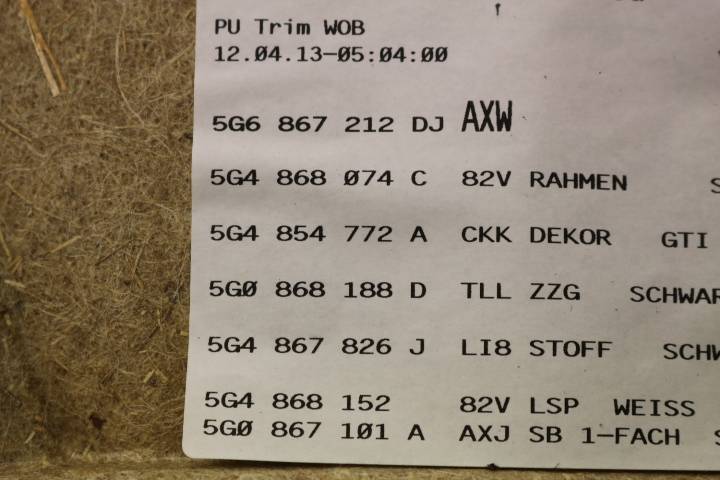 PU Trim WOB
12.04.13-05:04:00
5G6 867 212 DJ AXW
5G4 868 074 C 82V RAHMEN
5G4 854 772 A CKK DEKOR GTI
5G0 868 188 D TLL ZZG SCHWAR
5G4 867 826 J LI8 STOFF SCHW
5G4 868 152 82V LSP WEISS
5G0 867 101 A AXJ SB 1-FACH